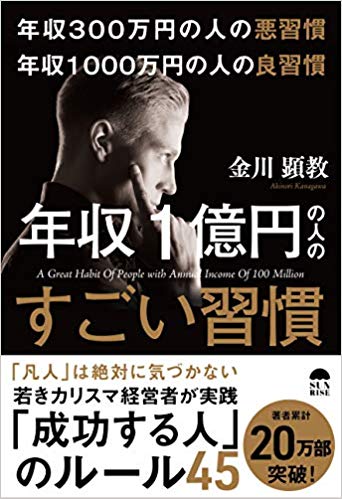 年収300万円の人の悪習慣
年収1000万円の人の良習慣
金川 顕教
Akinori Kanagawa
年収1億円の人の
A Great Habit Of People with Annual Income Of 100 Million
すごい習慣
「凡人」は絶対に気づかない
若きカリスマ経営者が実践
「成功する人」
のルール45
SUN
RISE
著者累計
20万部
突破!